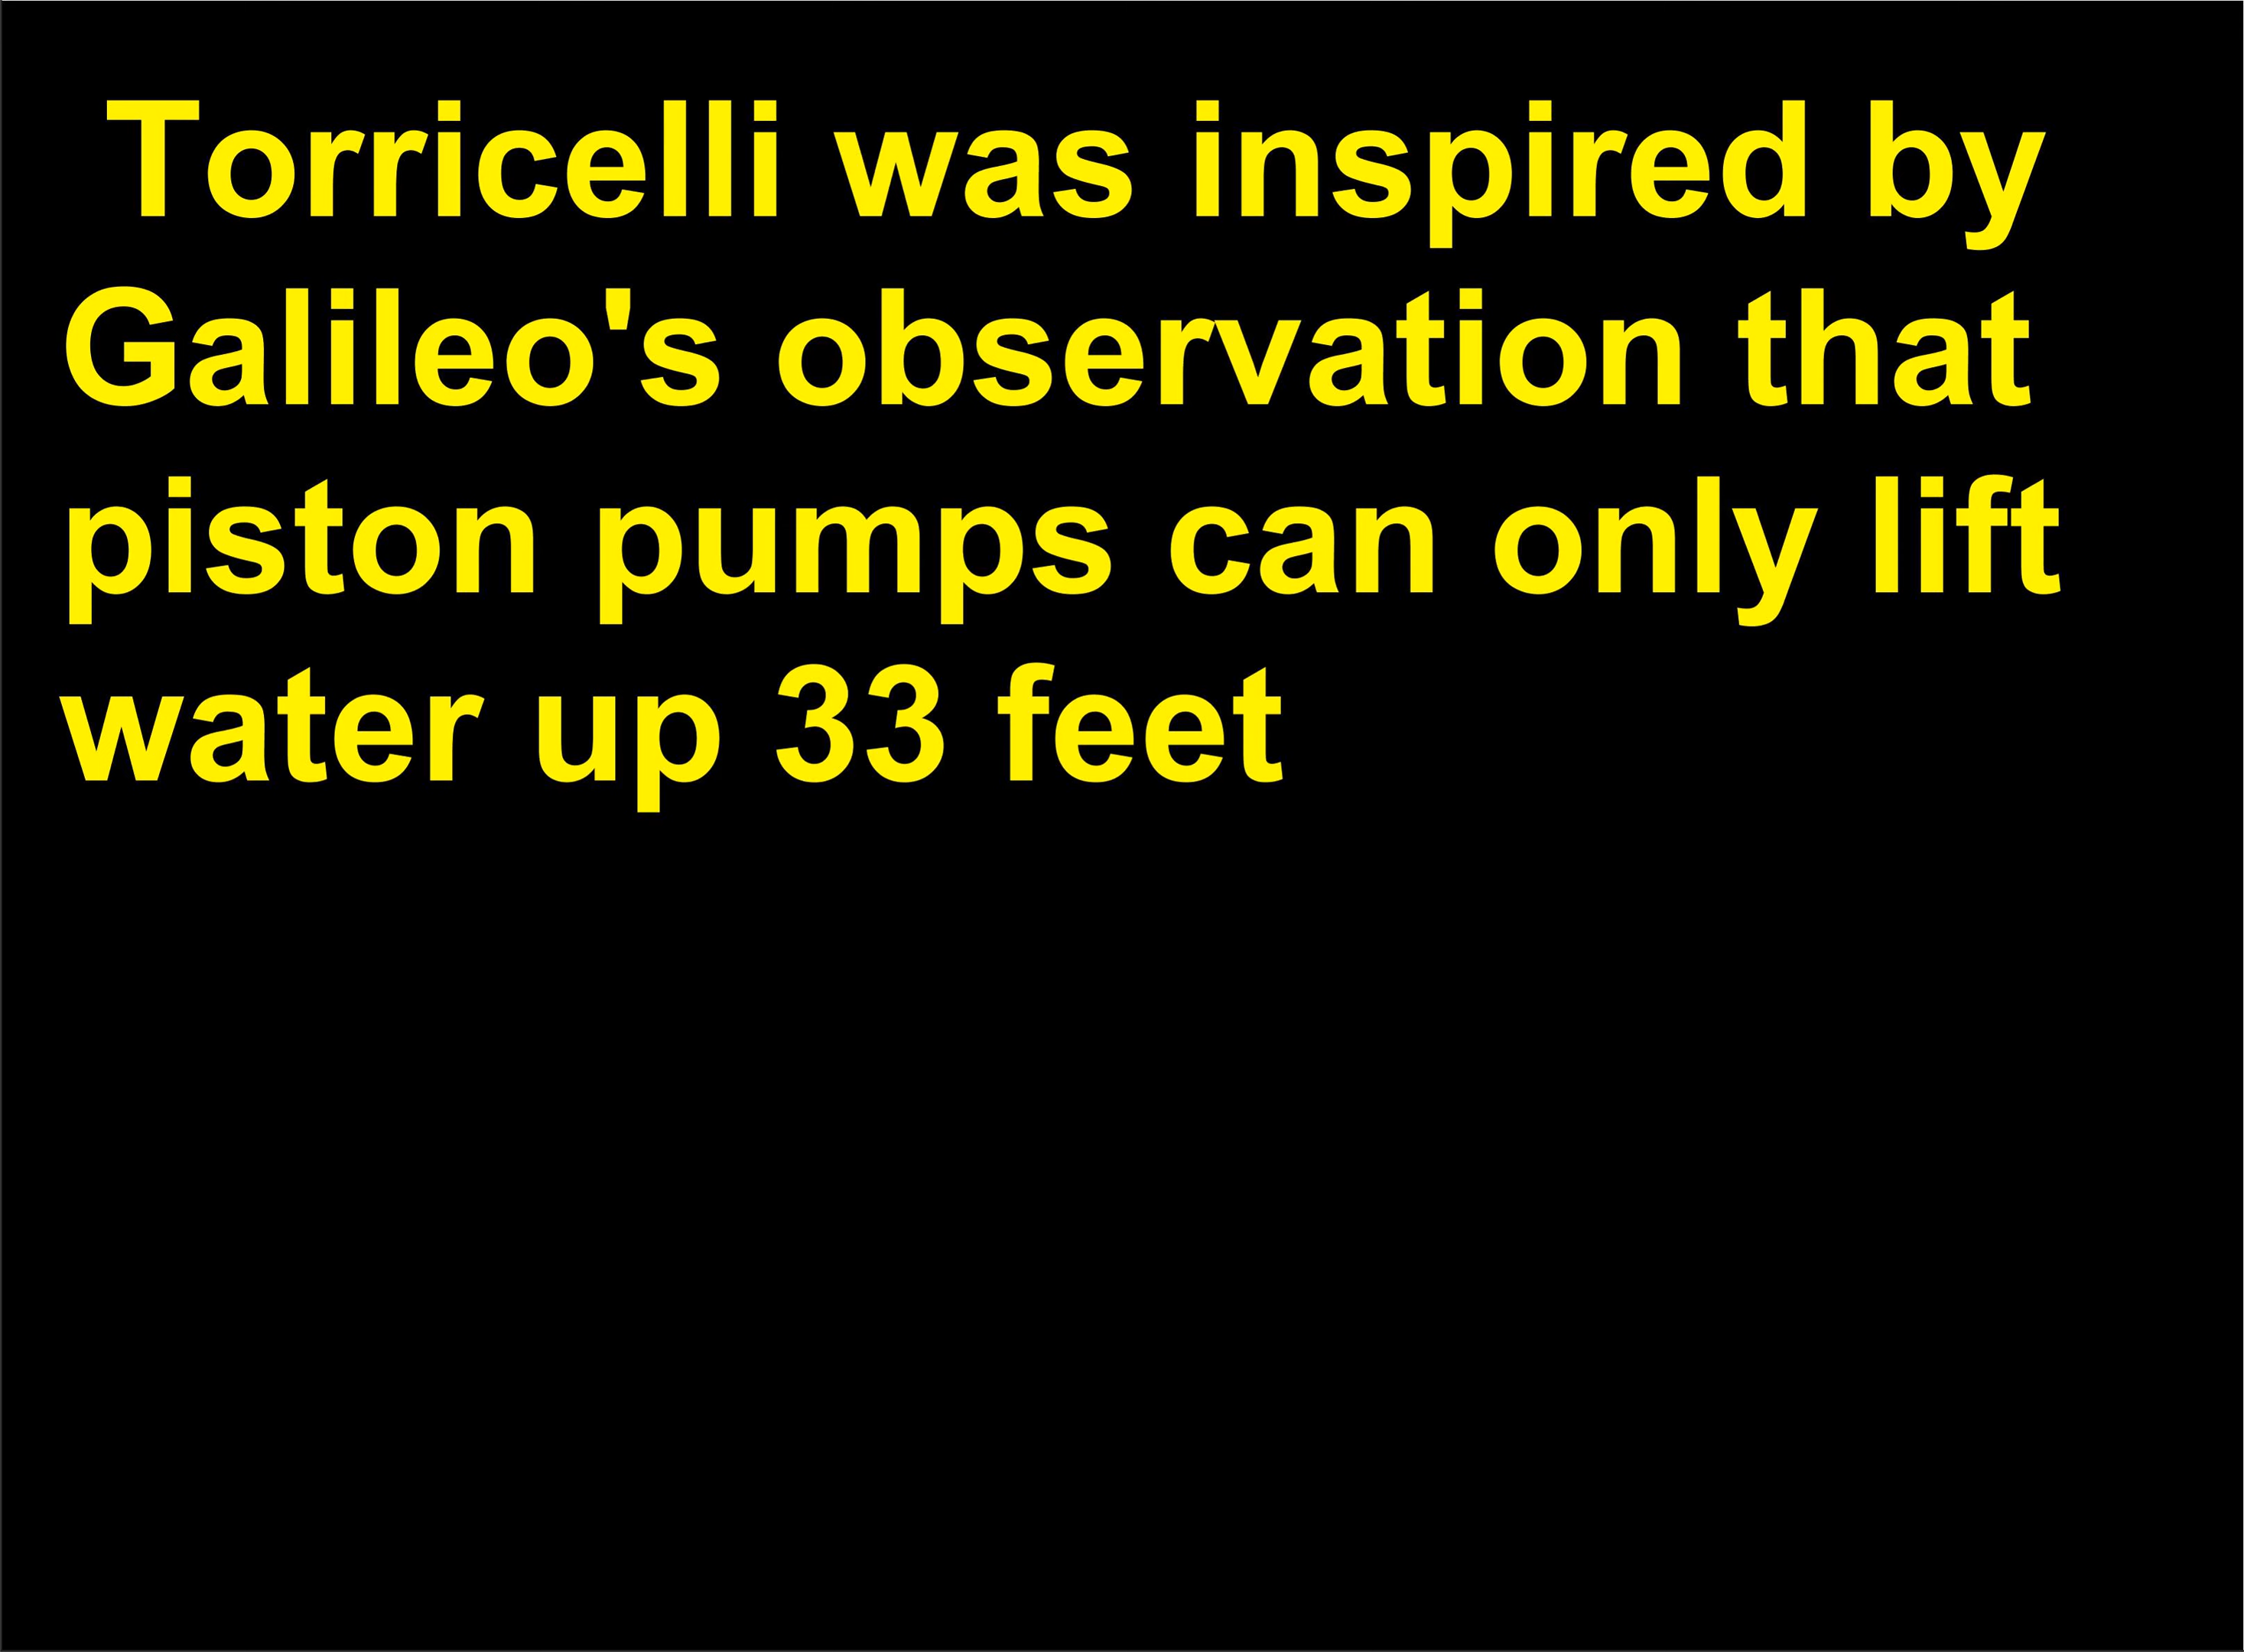 Torricelli was inspired by
Galileo's observation that
piston pumps can only lift
water up 33 feet